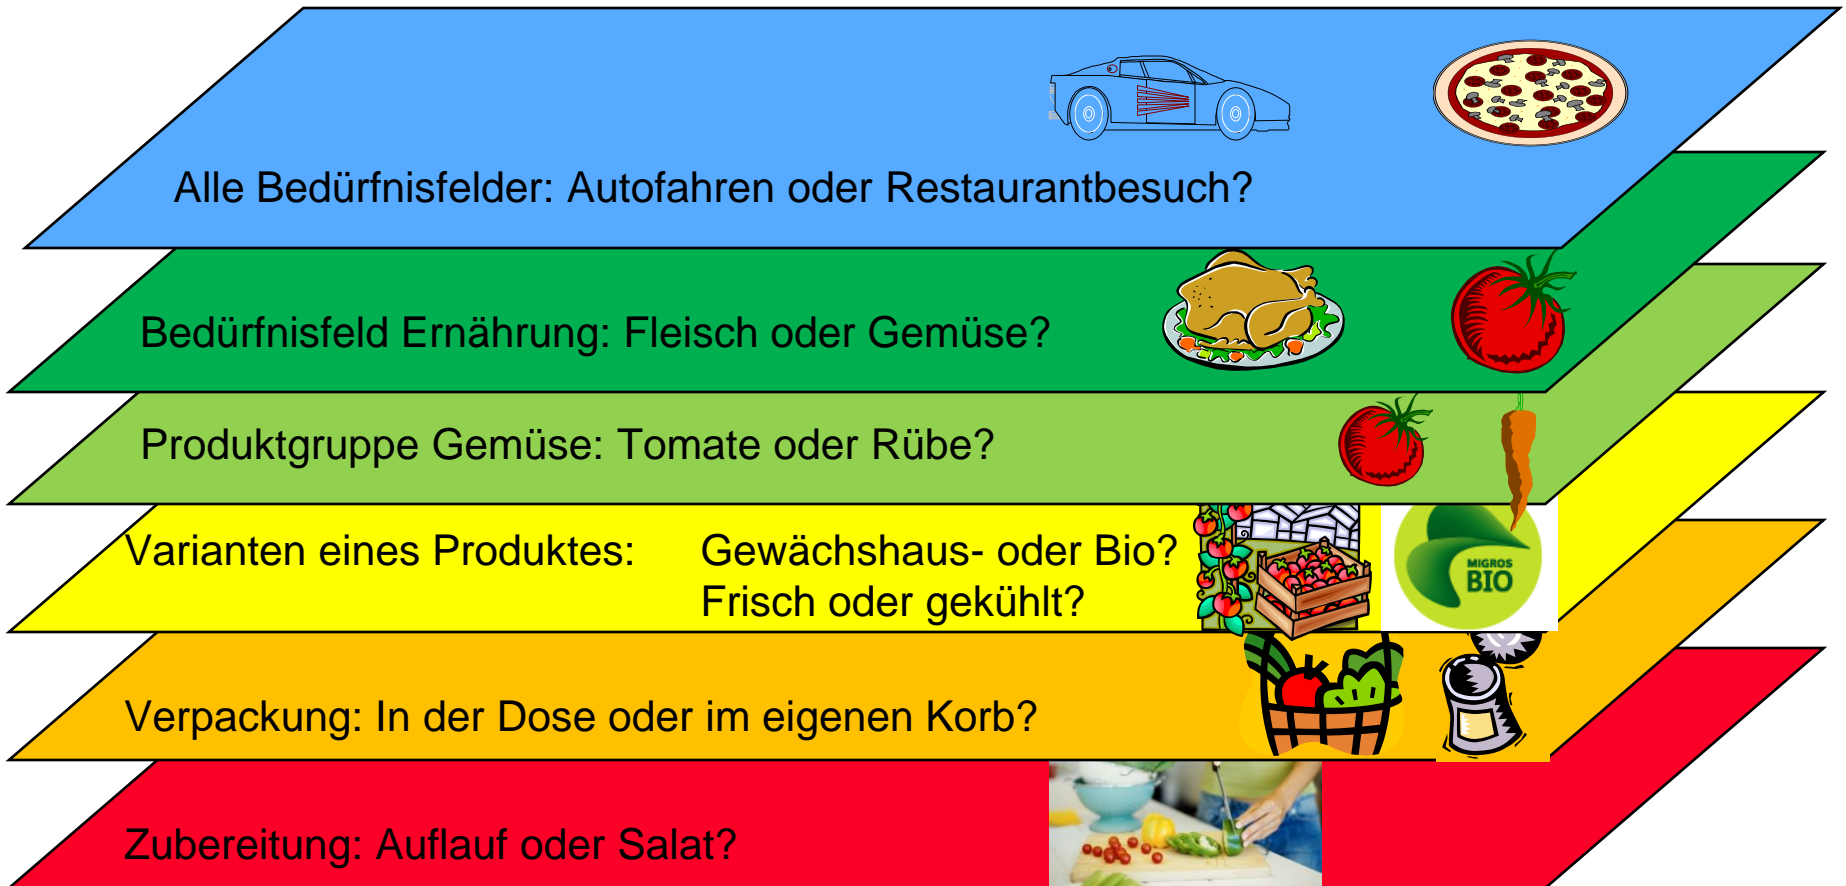 Alle Bedürfnisfelder: Autofahren oder Restaurantbesuch?
Bedürfnisfeld Ernährung: Fleisch oder Gemüse?
Produktgruppe Gemüse: Tomate oder Rübe?
Varianten eines Produktes: Gewächshaus- oder Bio?
Frisch oder gekühlt?
MIGROS
BIO
Verpackung: In der Dose oder im eigenen Korb?
Zubereitung: Auflauf oder Salat?